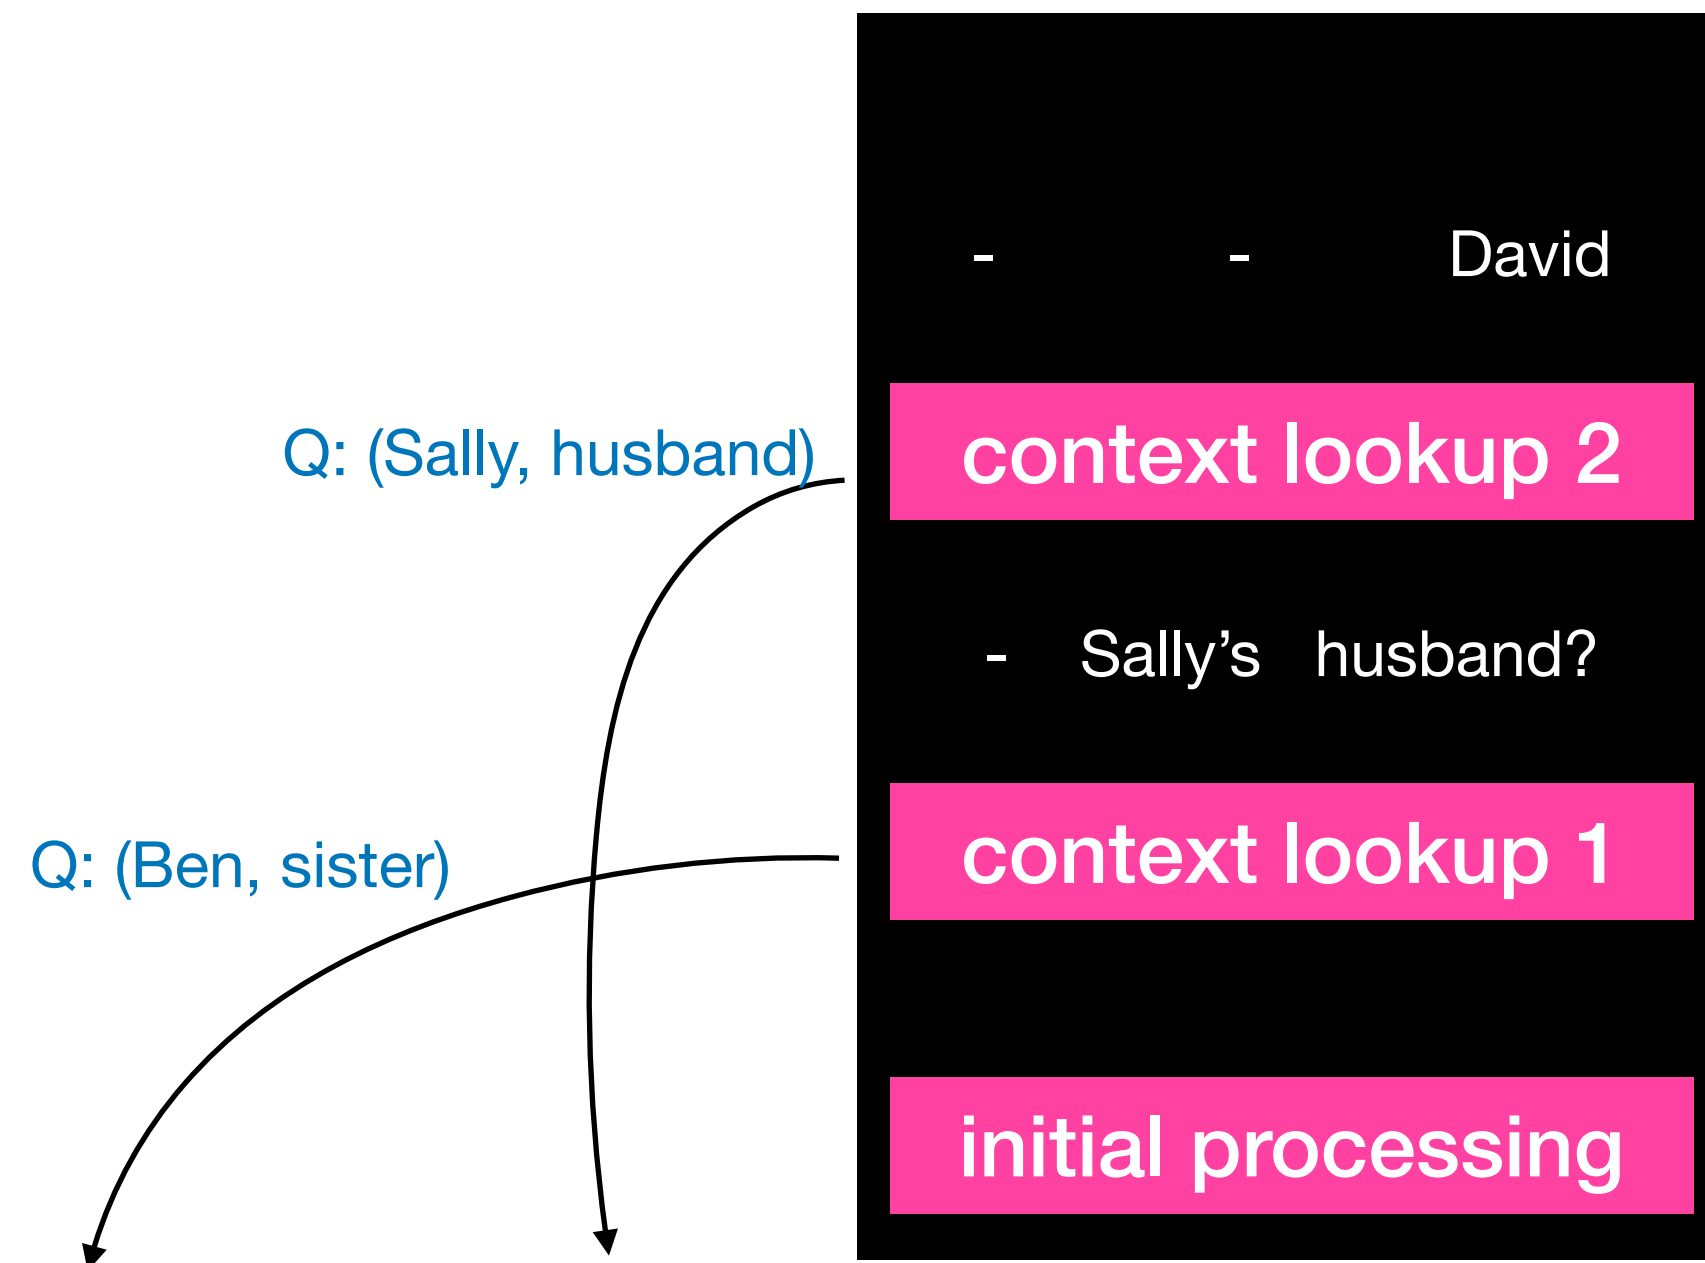 - - David
Q: (Sally, husband)
context lookup 2
- Sally’s husband?
Q: (Ben, sister)
context lookup 1
initial processing